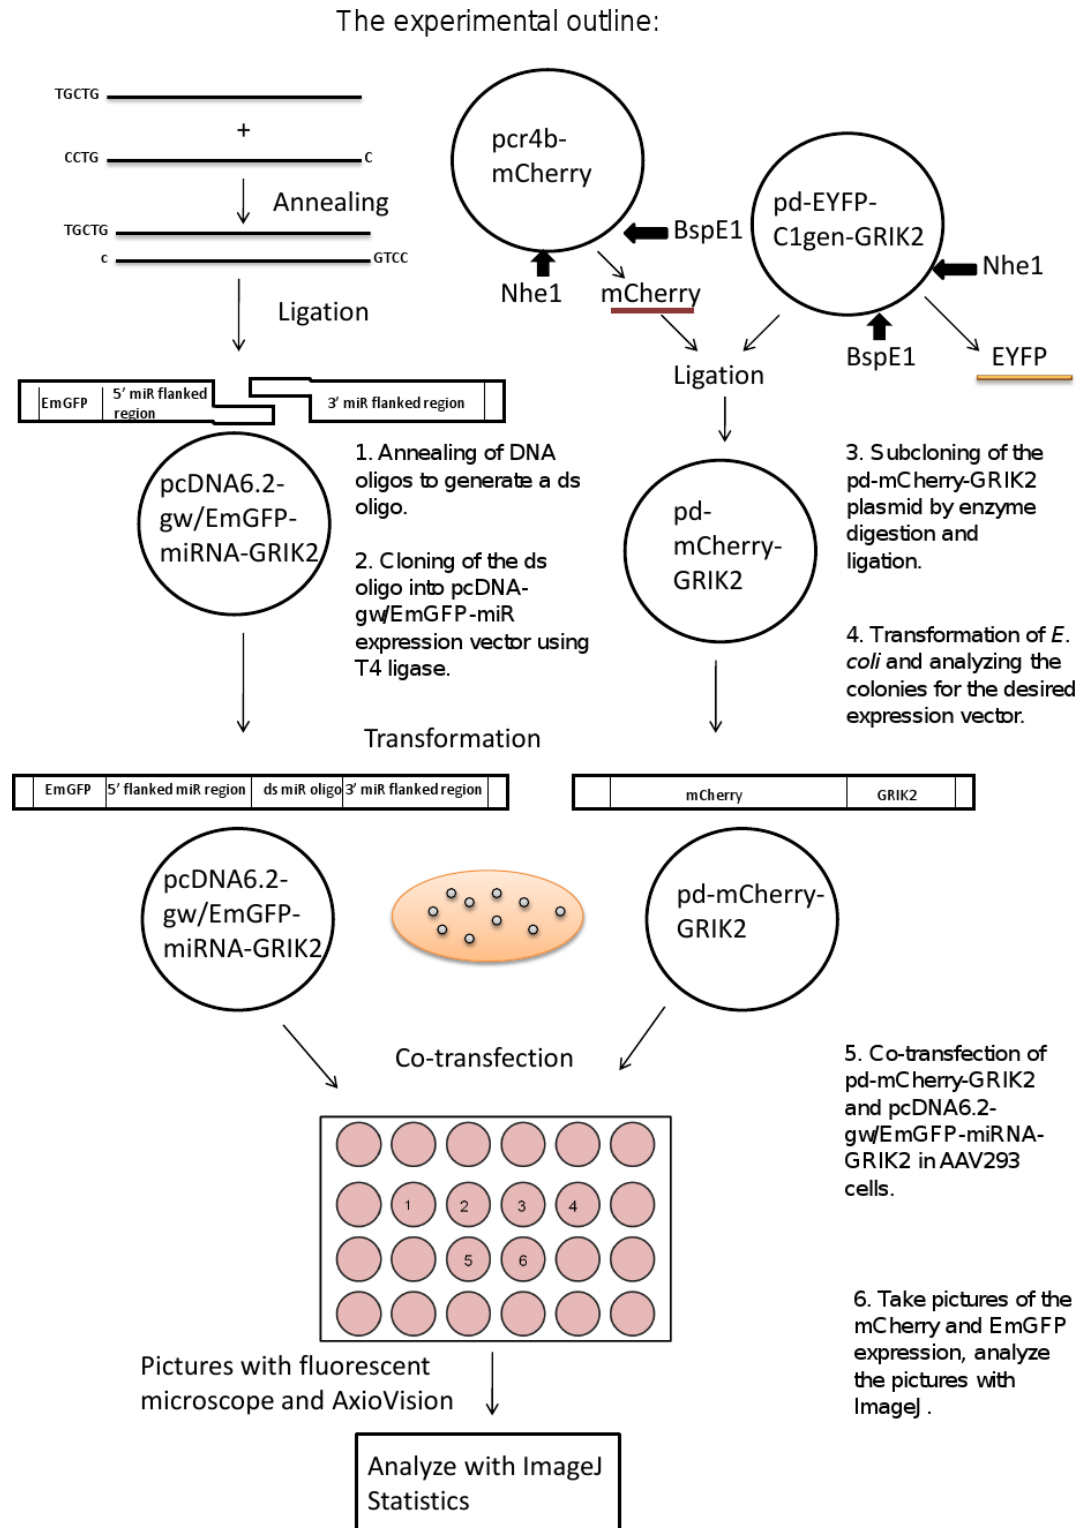 The experimental outline:
TGCTG
+
CCTG
C
Annealing
TGCTG
c
GTCC
Ligation
EmGFP
5' miR flanked
region
3' miR flanked region
pcDNA6.2-
gw/EmGFP-
miRNA-GRIK2
pcr4b-
mCherry
BspE1
Nhe1
mCherry
pd-EYFP-
C1gen-GRIK2
Nhe1
BspE1
EYFP
Ligation
pd-
mCherry-
GRIK2
1. Annealing of DNA
oligos to generate a ds
oligo.
2. Cloning of the ds
oligo into pcDNA-
gw/EmGFP-miR
expression vector using
T4 ligase.
3. Subcloning of the
pd-mCherry-GRIK2
plasmid by enzyme
digestion and
ligation.
4. Transformation of E.
coli and analyzing the
colonies for the desired
expression vector.
Transformation
EmGFP
5' flanked miR region
ds miR oligo
3' miR flanked region
mCherry
GRIK2
pcDNA6.2-
gw/EmGFP-
miRNA-GRIK2
pd-mCherry-
GRIK2
Co-transfection
5. Co-transfection of
pd-mCherry-GRIK2
and pcDNA6.2-
gw/EmGFP-miRNA-
GRIK2 in AAV293
cells.
1 2 3 4
5 6
6. Take pictures of the
mCherry and EmGFP
expression, analyze
the pictures with
ImageJ.
Pictures with fluorescent
microscope and AxioVision
Analyze with ImageJ
Statistics